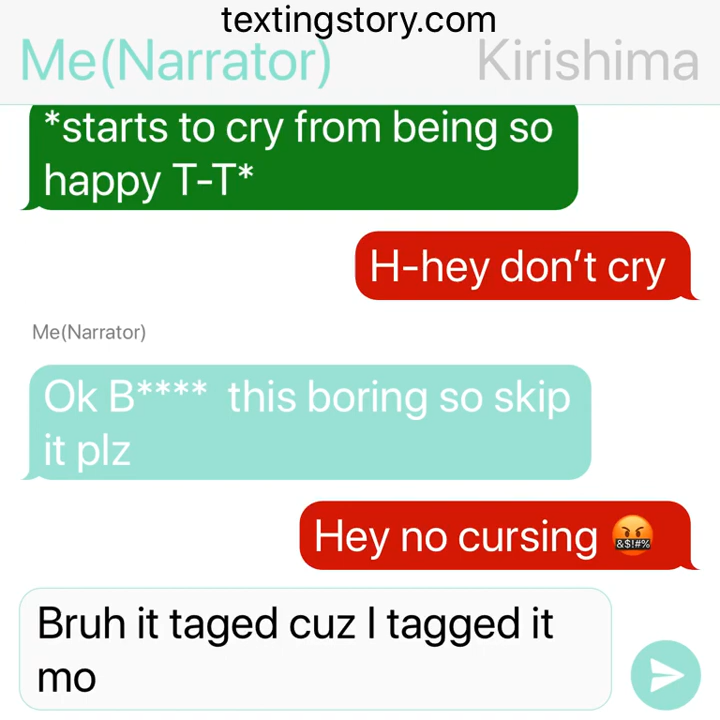 textingstory.com
Me(Narrator) Kirishima
*starts to cry from being so
happy T-T*
H-hey don’t cry
Me(Narrator)
Ok B**** this boring so skip
it plz
Hey no cursing 🤬
Bruh it taged cuz I tagged it
mo